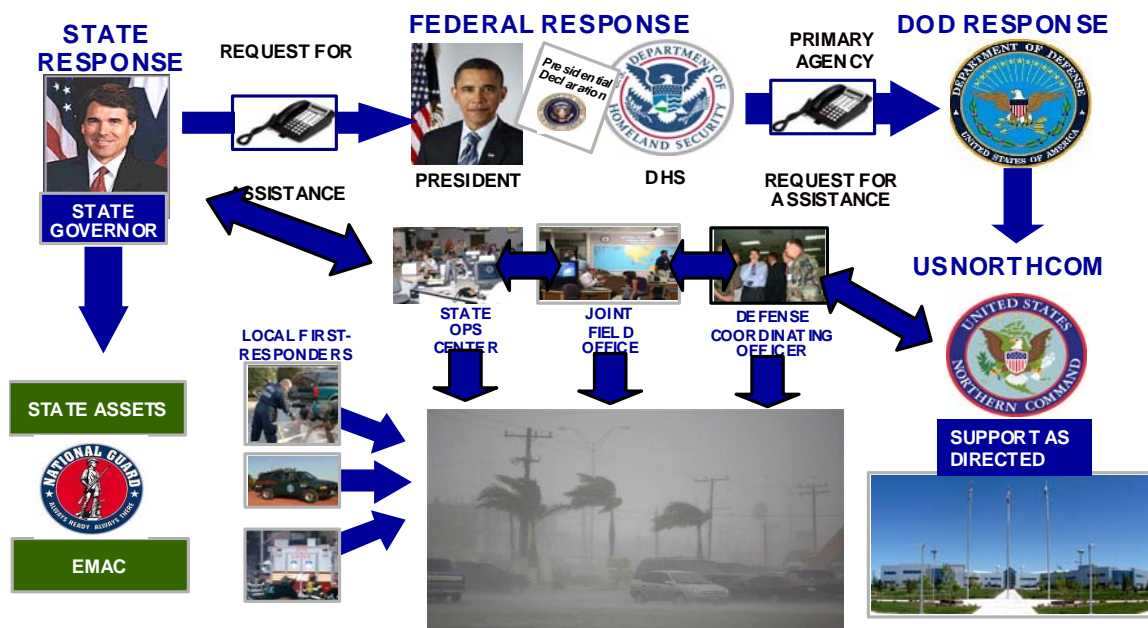 STATE
RESPONSE
REQUEST FOR
ASSISTANCE
STATE
GOVERNOR
FEDERAL RESPONSE
Presidential
Declaration
DEPARTMENT OF
HOMELAND SECURITY
PRESIDENT
DHS
PRIMARY
AGENCY
REQUEST FOR
ASSISTANCE
DOD RESPONSE
DEPARTMENT OF DEFENSE
UNITED STATES OF AMERICA
STATE
OPS
CENTER
JOINT
FIELD
OFFICE
DEFENSE
COORDINATING
OFFICER
USNORTHCOM
UNITED STATES
NORTHERN COMMAND
SUPPORT AS
DIRECTED
LOCAL FIRST-
RESPONDERS
STATE ASSETS
NATIONAL GUARD
ALWAYS READY ALWAYS THERE
EMAC